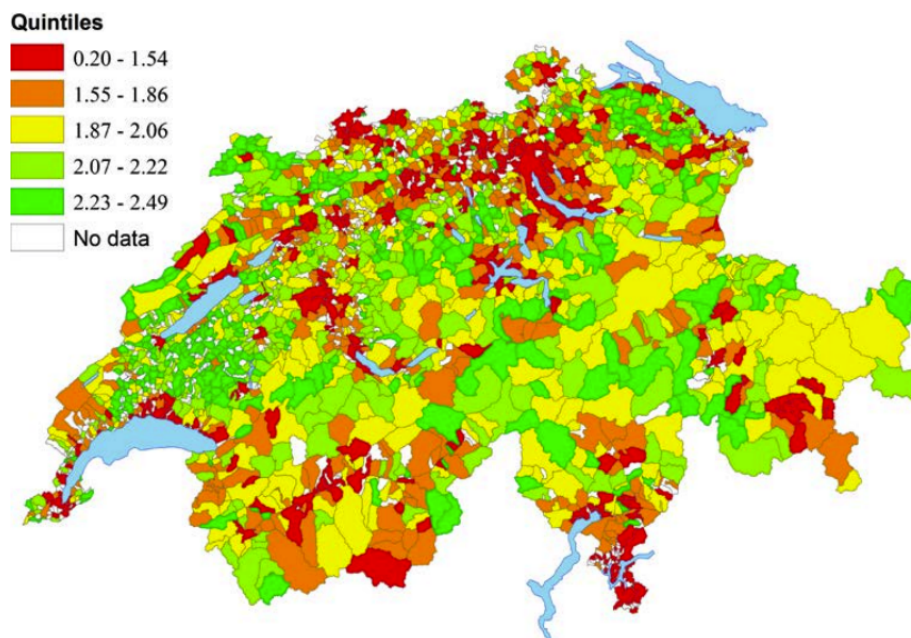 Quintiles
0.20 - 1.54
1.55 - 1.86
1.87 - 2.06
2.07 - 2.22
2.23 - 2.49
No data